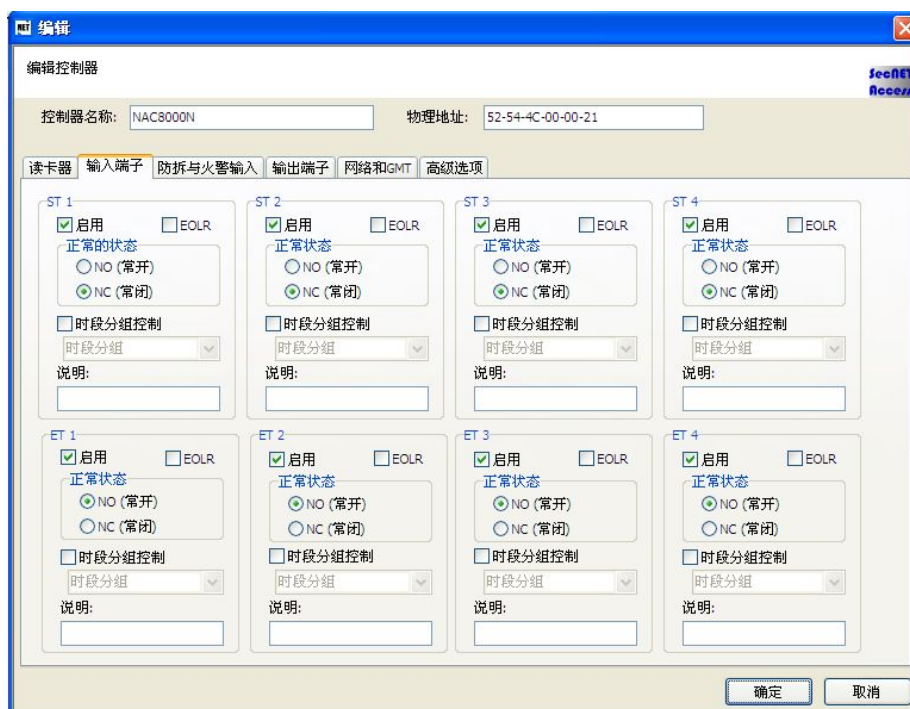 NET 编辑
编辑控制器
SecNET
Access
控制器名称: NAC8000N 物理地址: 52-54-4C-00-00-21
读卡器 输入端子 防拆与火警输入 输出端子 网络和GMT 高级选项
ST 1 ST 2 ST 3 ST 4
启用 EOLR 启用 EOLR 启用 EOLR 启用 EOLR
正常的状态 正常状态 正常状态 正常状态
NO (常开) NO (常开) NO (常开) NO (常开)
NC (常闭) NC (常闭) NC (常闭) NC (常闭)
时段分组控制 时段分组控制 时段分组控制 时段分组控制
时段分组 时段分组 时段分组 时段分组
说明: 说明: 说明: 说明:
ET 1 ET 2 ET 3 ET 4
启用 EOLR 启用 EOLR 启用 EOLR 启用 EOLR
正常状态 正常状态 正常状态 正常状态
NO (常开) NO (常开) NO (常开) NO (常开)
NC (常闭) NC (常闭) NC (常闭) NC (常闭)
时段分组控制 时段分组控制 时段分组控制 时段分组控制
时段分组 时段分组 时段分组 时段分组
说明: 说明: 说明: 说明:
确定 取消